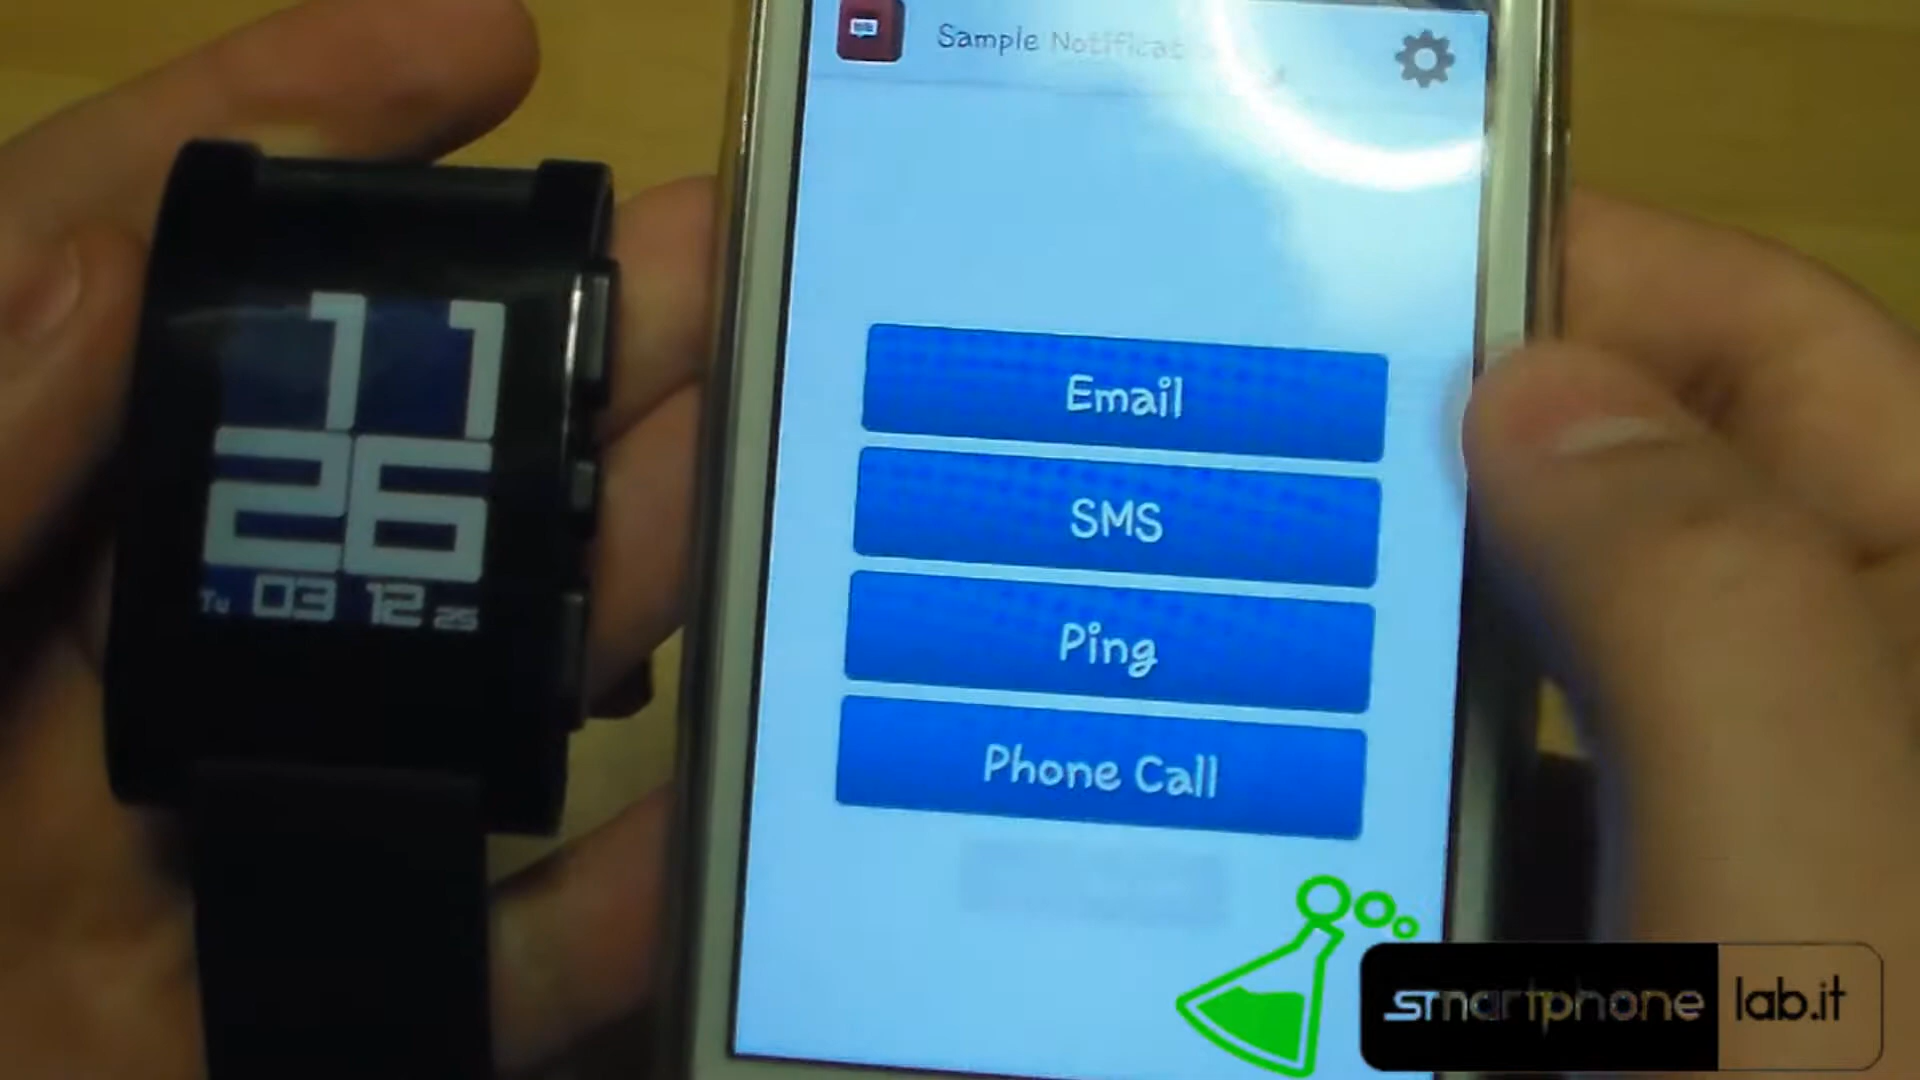 11
26
Tu 03 12 25
Sample
Email
SMS
Ping
Phone Call
smartphone lab.it